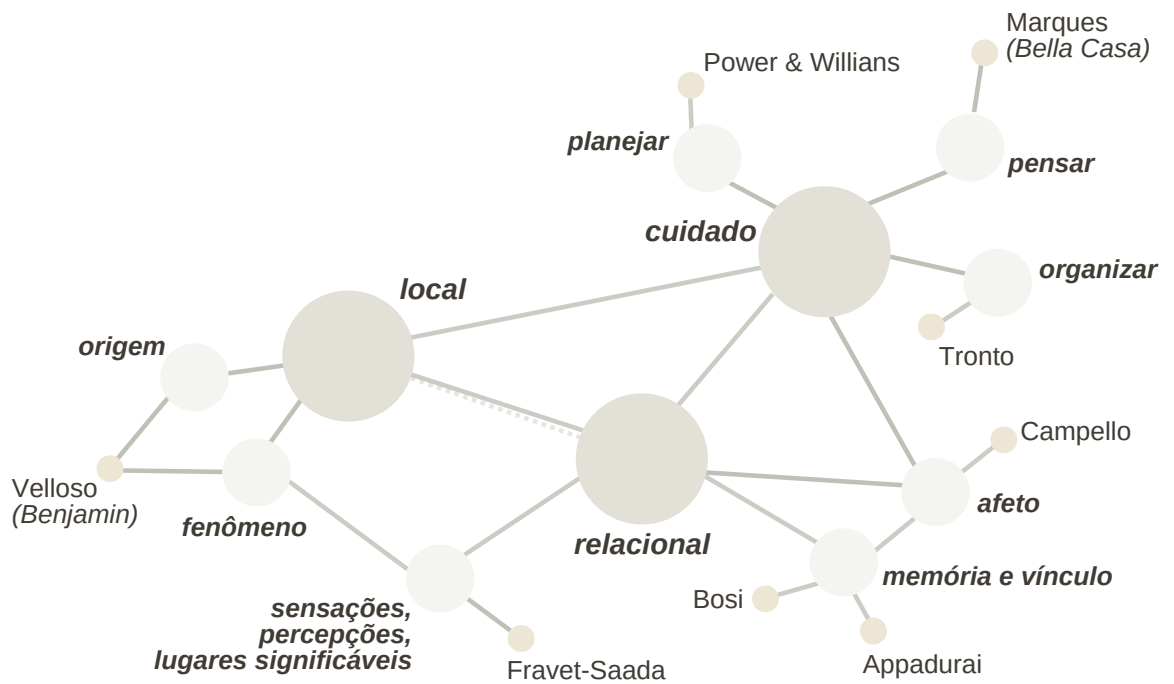 Marques
(Bella Casa)
Power & Willians
planejar
pensar
cuidado
organizar
local
origem
Tronto
Campello
Velloso
(Benjamin)
afeto
fenômeno
relacional
memória e vínculo
Bosi
sensações,
percepções,
lugares significáveis
Fravet-Saada
Appadurai